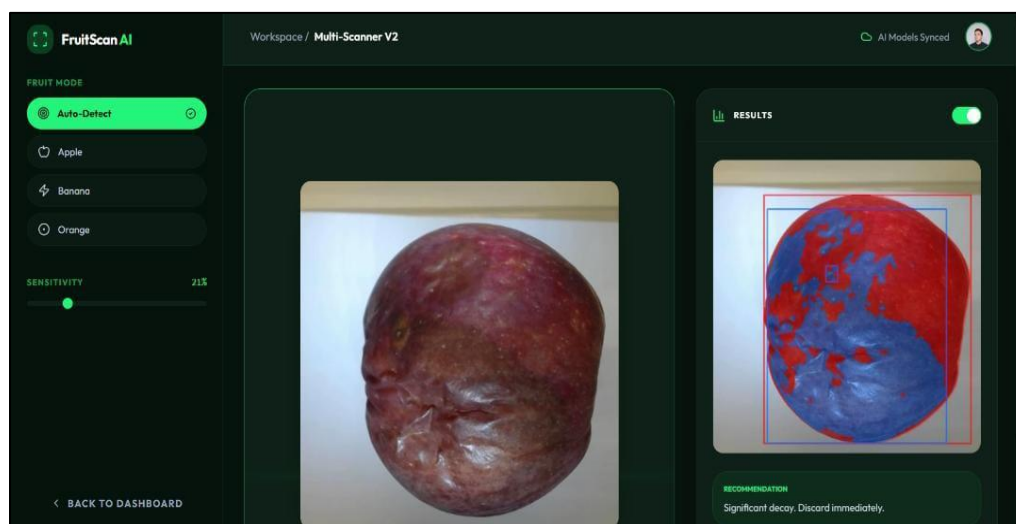 FruitScan AI
Workspace / Multi-Scanner V2
AI Models Synced
FRUIT MODE
Auto-Detect
Apple
Banana
Orange
SENSITIVITY 21%
BACK TO DASHBOARD
RESULTS
RECOMMENDATION
Significant decay. Discard immediately.